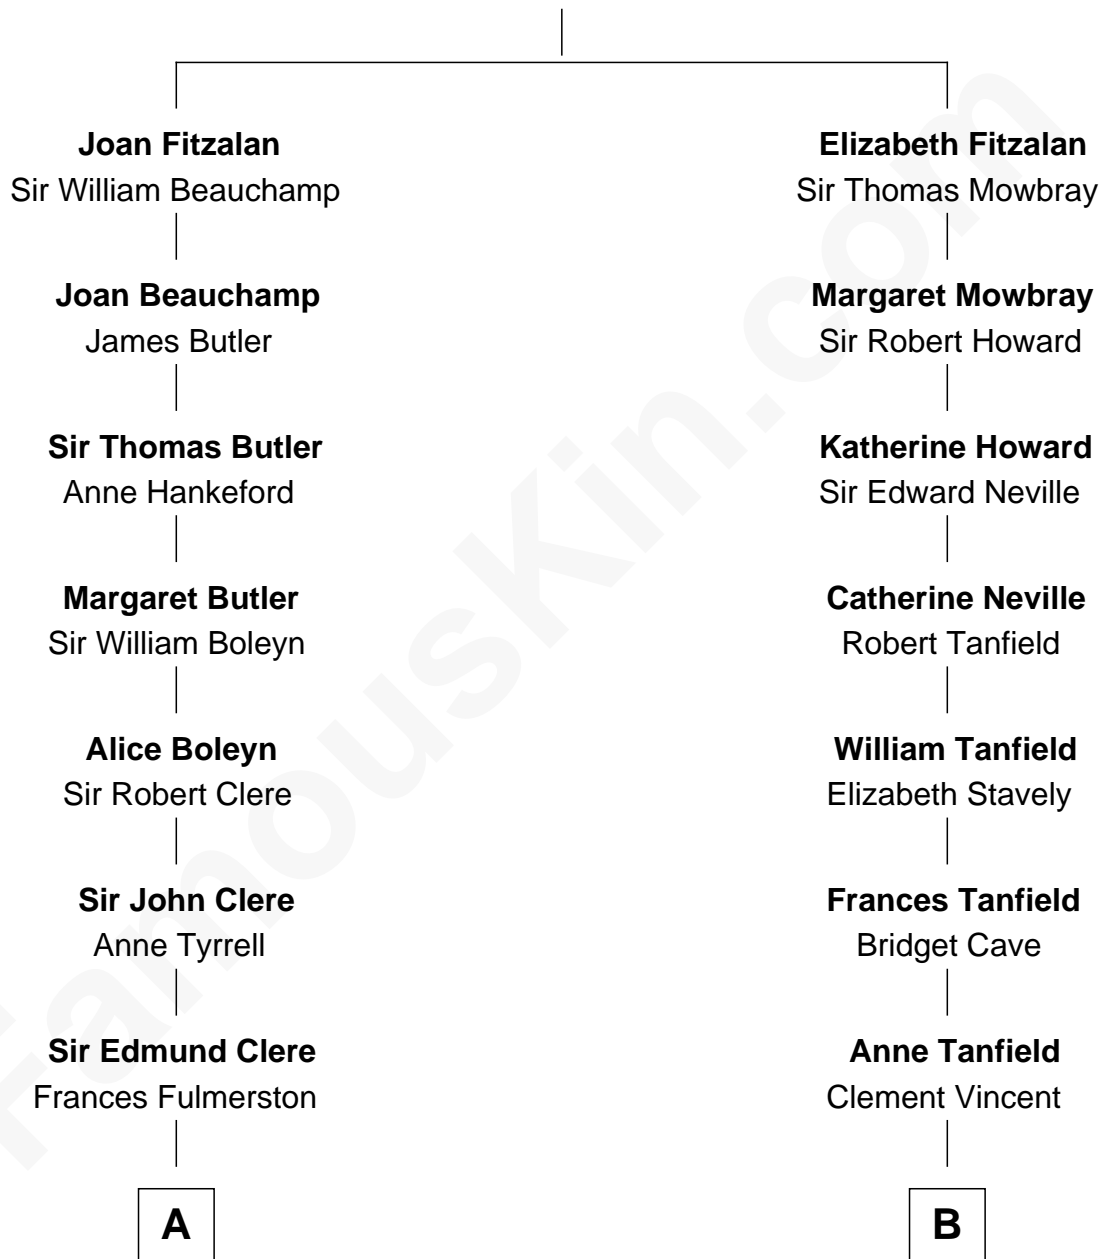 Joan Fitzalan
Sir William Beauchamp
Joan Beauchamp
James Butler
Sir Thomas Butler
Anne Hankeford
Margaret Butler
Sir William Boleyn
Alice Boleyn
Sir Robert Clere
Sir John Clere
Anne Tyrrell
Sir Edmund Clere
Frances Fulmerston
A
Elizabeth Fitzalan
Sir Thomas Mowbray
Margaret Mowbray
Sir Robert Howard
Katherine Howard
Sir Edward Neville
Catherine Neville
Robert Tanfield
William Tanfield
Elizabeth Stavely
Frances Tanfield
Bridget Cave
Anne Tanfield
Clement Vincent
B
FamousKin.com